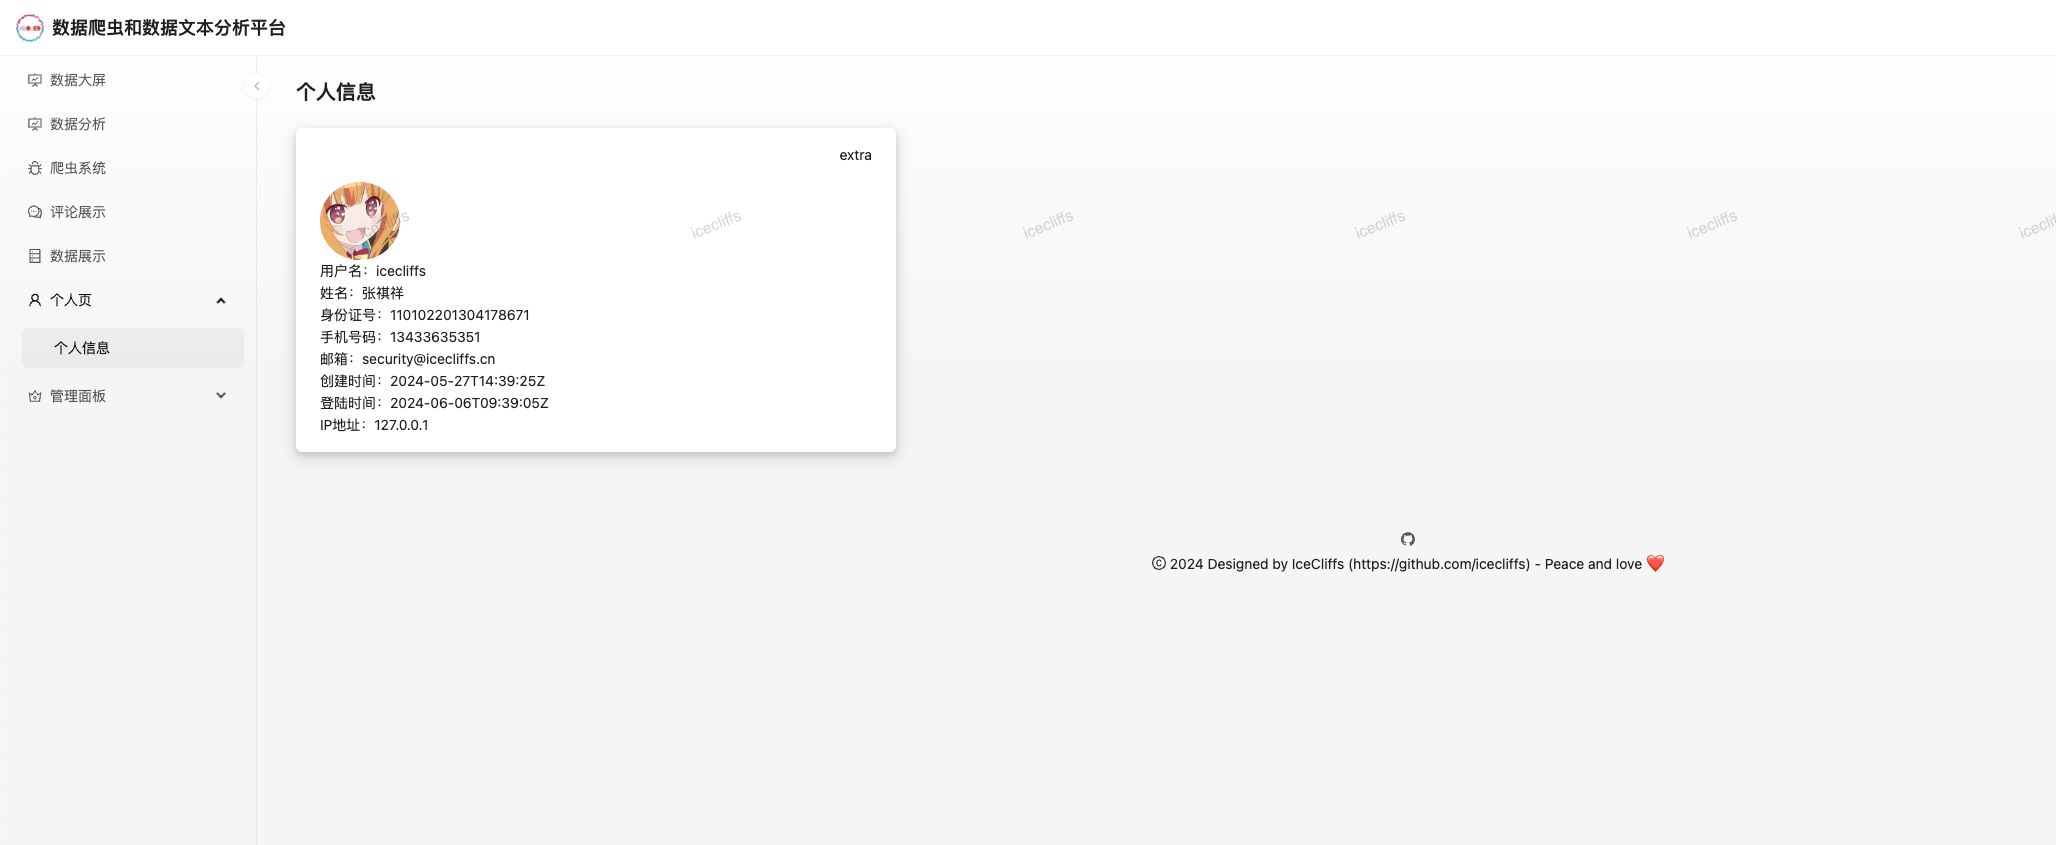 数据爬虫和数据文本分析平台
数据大屏
数据分析
爬虫系统
评论展示
数据展示
个人页
个人信息
管理面板
个人信息
extra
icecliffs icecliffs icecliffs icecliffs
用户名：icecliffs
姓名：张祺祥
身份证号：110102201304178671
手机号码：13433635351
邮箱：security@icecliffs.cn
创建时间：2024-05-27T14:39:25Z
登陆时间：2024-06-06T09:39:05Z
IP地址：127.0.0.1
© 2024 Designed by IceCliffs (https://github.com/icecliffs) - Peace and love ❤️